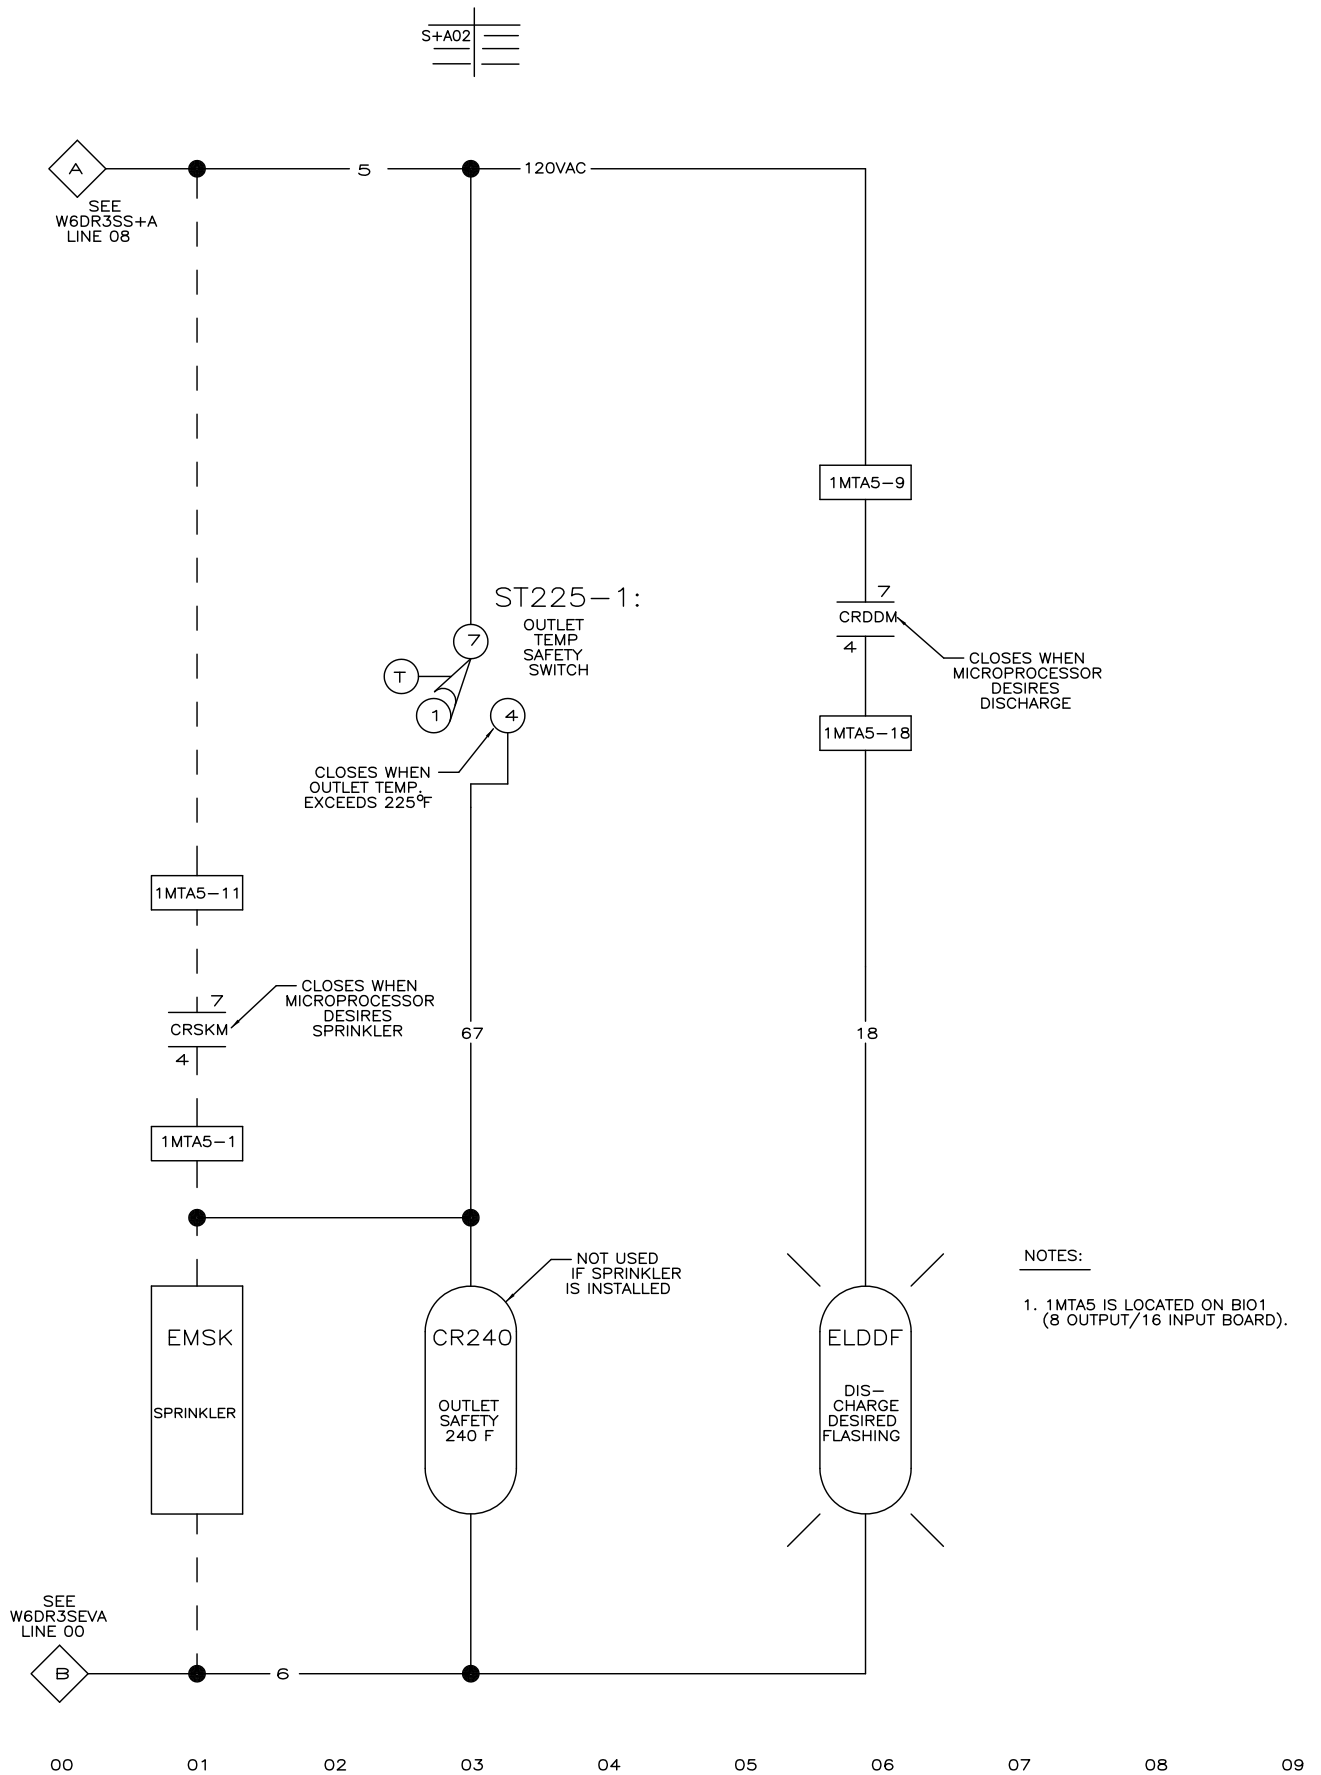 S+A02
A
5
120VAC
SEE
W6DR3SS+A
LINE 08
1MTA5-9
ST225-1:
7
CRDDM
4
OUTLET
TEMP
SAFETY
SWITCH
7
T
1
4
CLOSES WHEN
MICROPROCESSOR
DESIRES
DISCHARGE
1MTA5-18
CLOSES WHEN
OUTLET TEMP.
EXCEEDS 225°F
1MTA5-11
7
CRSKM
4
CLOSES WHEN
MICROPROCESSOR
DESIRES
SPRINKLER
67
18
1MTA5-1
NOT USED
IF SPRINKLER
IS INSTALLED
NOTES:
1. 1MTA5 IS LOCATED ON BIO1
(8 OUTPUT/16 INPUT BOARD).
EMSK
SPRINKLER
CR240
OUTLET
SAFETY
240 F
ELDDF
DIS-
CHARGE
DESIRED
FLASHING
SEE
W6DR3SEVA
LINE 00
B
6
00 01 02 03 04 05 06 07 08 09